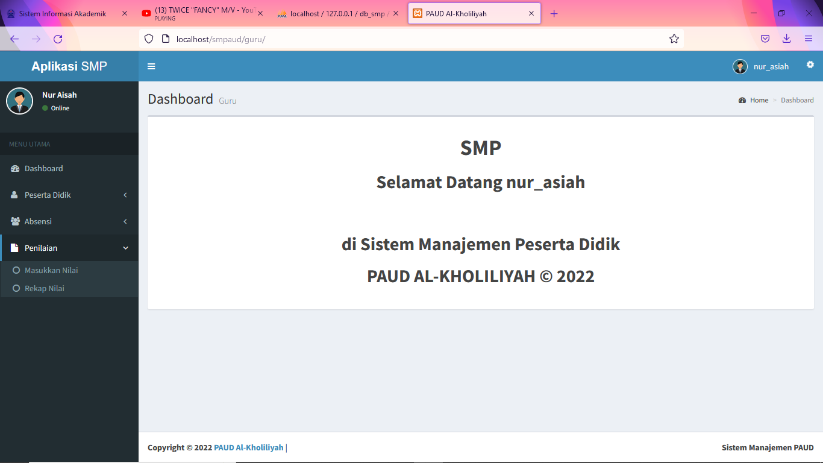 Sistem Informasi Akademik
(13) TWICE "FANCY" M/V - You
PLAYING
localhost / 127.0.0.1 / db_smp /
PAUD Al-Kholiliyah
localhost/smpaud/guru/
Aplikasi SMP
nur_asiah
Nur Aisah
Online
Dashboard Guru
Home > Dashboard
MENU UTAMA
Dashboard
Peserta Didik
Absensi
Penilaian
Masukkan Nilai
Rekap Nilai
SMP
Selamat Datang nur_asiah
di Sistem Manajemen Peserta Didik
PAUD AL-KHOLILIYAH © 2022
Copyright © 2022 PAUD Al-Kholiliyah |
Sistem Manajemen PAUD